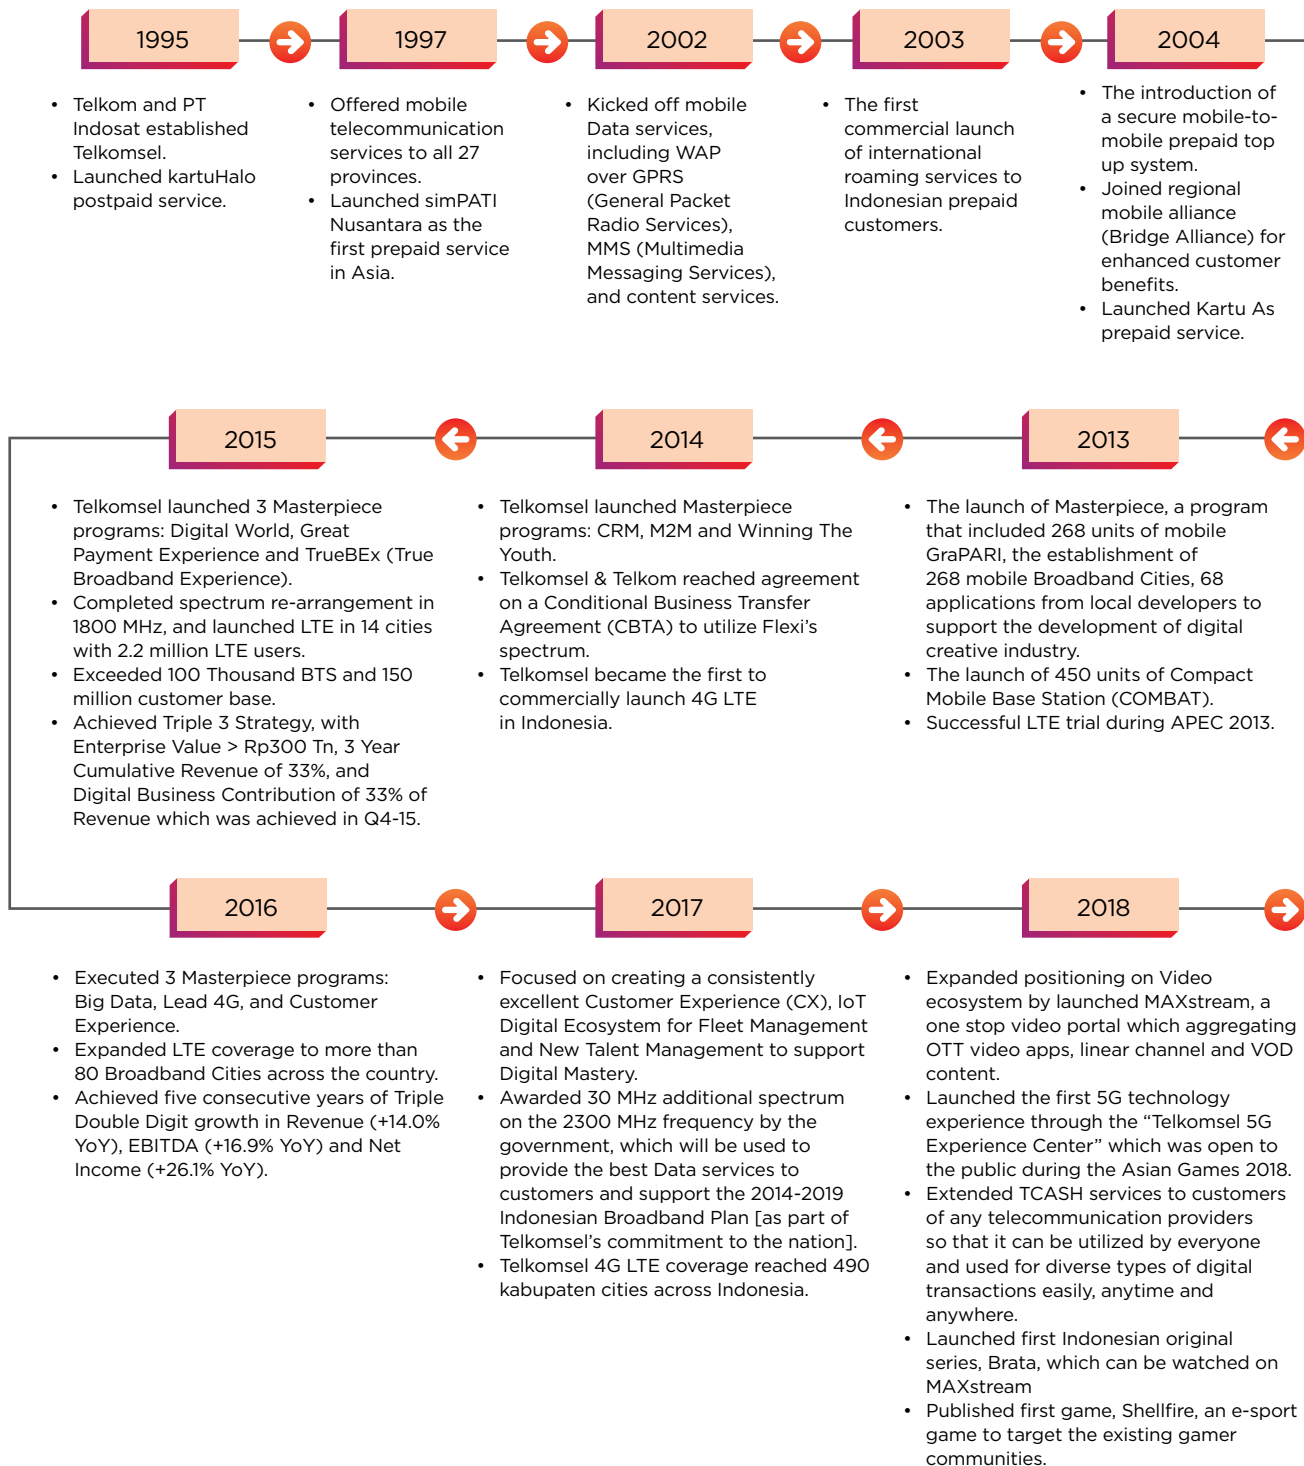 1995
1997
2002
2003
2004
• Telkom and PT
Indosat established
Telkomsel.
• Launched kartuHalo
postpaid service.
• Offered mobile
telecommunication
services to all 27
provinces.
• Launched simPATI
Nusantara as the
first prepaid service
in Asia.
• Kicked off mobile
Data services,
including WAP
over GPRS
(General Packet
Radio Services),
MMS (Multimedia
Messaging Services),
and content services.
• The first
commercial launch
of international
roaming services to
Indonesian prepaid
customers.
• The introduction of
a secure mobile-to-
mobile prepaid top
up system.
• Joined regional
mobile alliance
(Bridge Alliance) for
enhanced customer
benefits.
• Launched Kartu As
prepaid service.
2015
2014
2013
• Telkomsel launched 3 Masterpiece
programs: Digital World, Great
Payment Experience and TrueBEx (True
Broadband Experience).
• Completed spectrum re-arrangement in
1800 MHz, and launched LTE in 14 cities
with 2.2 million LTE users.
• Exceeded 100 Thousand BTS and 150
million customer base.
• Achieved Triple 3 Strategy, with
Enterprise Value > Rp300 Tn, 3 Year
Cumulative Revenue of 33%, and
Digital Business Contribution of 33% of
Revenue which was achieved in Q4-15.
• Telkomsel launched Masterpiece
programs: CRM, M2M and Winning The
Youth.
• Telkomsel & Telkom reached agreement
on a Conditional Business Transfer
Agreement (CBTA) to utilize Flexi's
spectrum.
• Telkomsel became the first to
commercially launch 4G LTE
in Indonesia.
• The launch of Masterpiece, a program
that included 268 units of mobile
GraPARI, the establishment of
268 mobile Broadband Cities, 68
applications from local developers to
support the development of digital
creative industry.
• The launch of 450 units of Compact
Mobile Base Station (COMBAT).
• Successful LTE trial during APEC 2013.
2016
2017
2018
• Executed 3 Masterpiece programs:
Big Data, Lead 4G, and Customer
Experience.
• Expanded LTE coverage to more than
80 Broadband Cities across the country.
• Achieved five consecutive years of Triple
Double Digit growth in Revenue (+14.0%
YoY), EBITDA (+16.9% YoY) and Net
Income (+26.1% YoY).
• Focused on creating a consistently
excellent Customer Experience (CX), IoT
Digital Ecosystem for Fleet Management
and New Talent Management to support
Digital Mastery.
• Awarded 30 MHz additional spectrum
on the 2300 MHz frequency by the
government, which will be used to
provide the best Data services to
customers and support the 2014-2019
Indonesian Broadband Plan [as part of
Telkomsel's commitment to the nation].
• Telkomsel 4G LTE coverage reached 490
kabupaten cities across Indonesia.
• Expanded positioning on Video
ecosystem by launched MAXstream, a
one stop video portal which aggregating
OTT video apps, linear channel and VOD
content.
• Launched the first 5G technology
experience through the “Telkomsel 5G
Experience Center” which was open to
the public during the Asian Games 2018.
• Extended TCASH services to customers
of any telecommunication providers
so that it can be utilized by everyone
and used for diverse types of digital
transactions easily, anytime and
anywhere.
• Launched first Indonesian original
series, Brata, which can be watched on
MAXstream
• Published first game, Shellfire, an e-sport
game to target the existing gamer
communities.